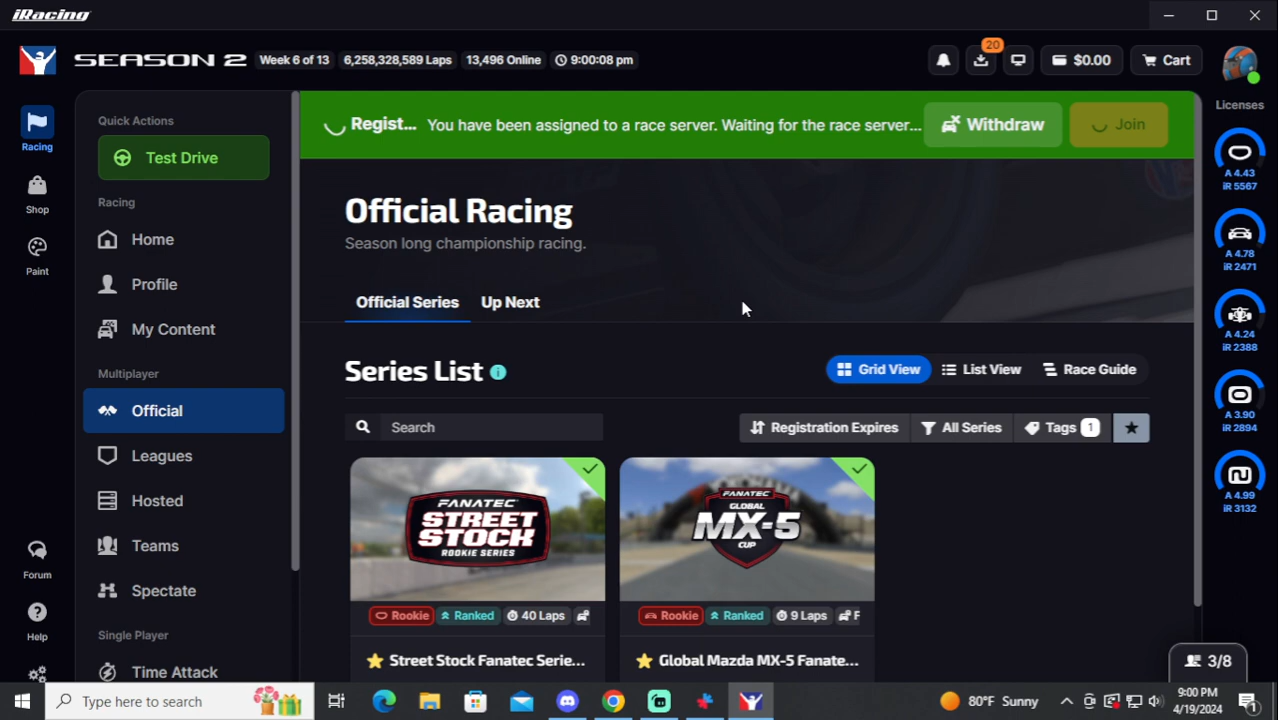 iRacing
SEASON 2
Week 6 of 13
6,258,328,589 Laps
13,496 Online
9:00:08 pm
20
$0.00
Cart
Racing
Shop
Paint
Forum
Help
Quick Actions
Test Drive
Racing
Home
Profile
My Content
Multiplayer
Official
Leagues
Hosted
Teams
Spectate
Single Player
Time Attack
Regist... You have been assigned to a race server. Waiting for the race server...
Withdraw
Join
Official Racing
Season long championship racing.
Official Series Up Next
Series List
Grid View List View Race Guide
Search
Registration Expires All Series Tags 1
FANATEC
STREET
STOCK
ROOKIE SERIES
Rookie Ranked 40 Laps
Street Stock Fanatec Serie...
FANATEC
GLOBAL
MX-5
CUP
Rookie Ranked 9 Laps F
Global Mazda MX-5 Fanate...
Licenses
A 4.43
iR 5567
A 4.78
iR 2471
A 4.24
iR 2388
A 3.90
iR 2894
A 4.99
iR 3132
3/8
Type here to search
80°F Sunny
9:00 PM
4/19/2024
1